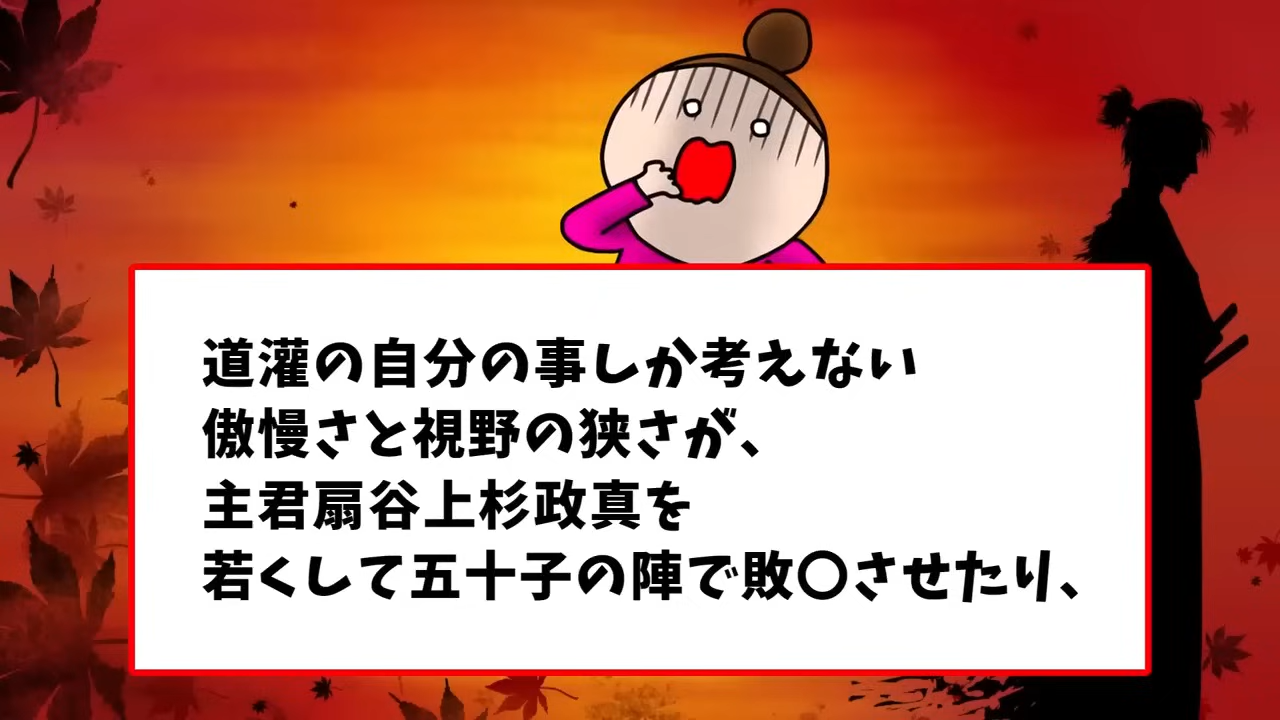 道灌の自分の事しか考えない
傲慢さと視野の狭さが、
主君扇谷上杉政真を
若くして五十子の陣で敗〇させたり、